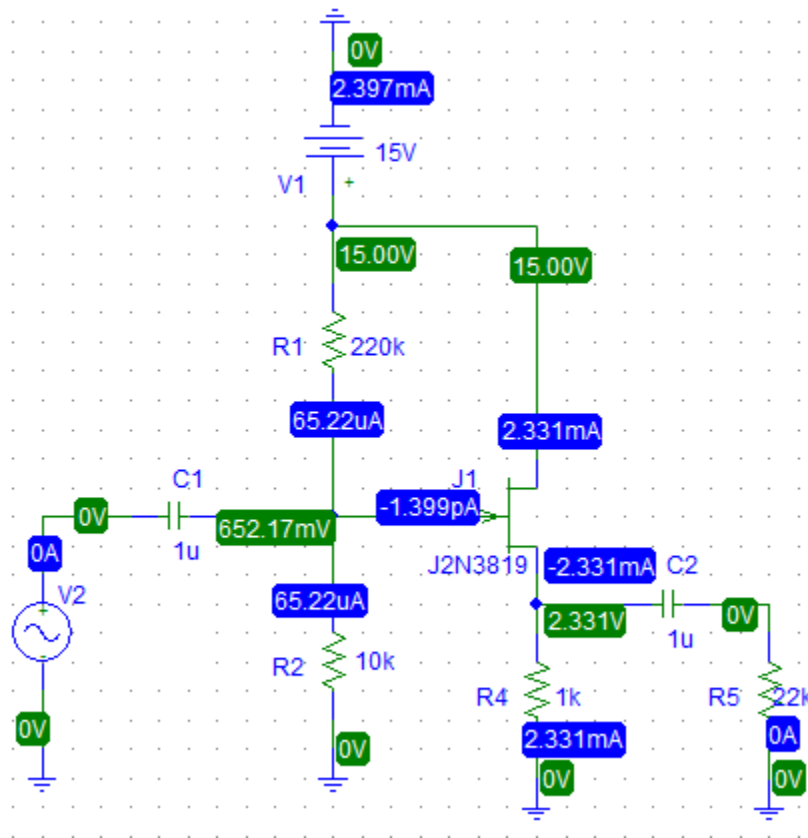 0V
2.397mA
15V
V1
+
15.00V
15.00V
R1
220k
65.22uA
2.331mA
C1
J1
0V
652.17mV
-1.399pA
1u
0A
J2N3819
-2.331mA
C2
V2
65.22uA
2.331V
0V
1u
R2
10k
R4
1k
R5
22k
0V
0V
2.331mA
0A
0V
0V